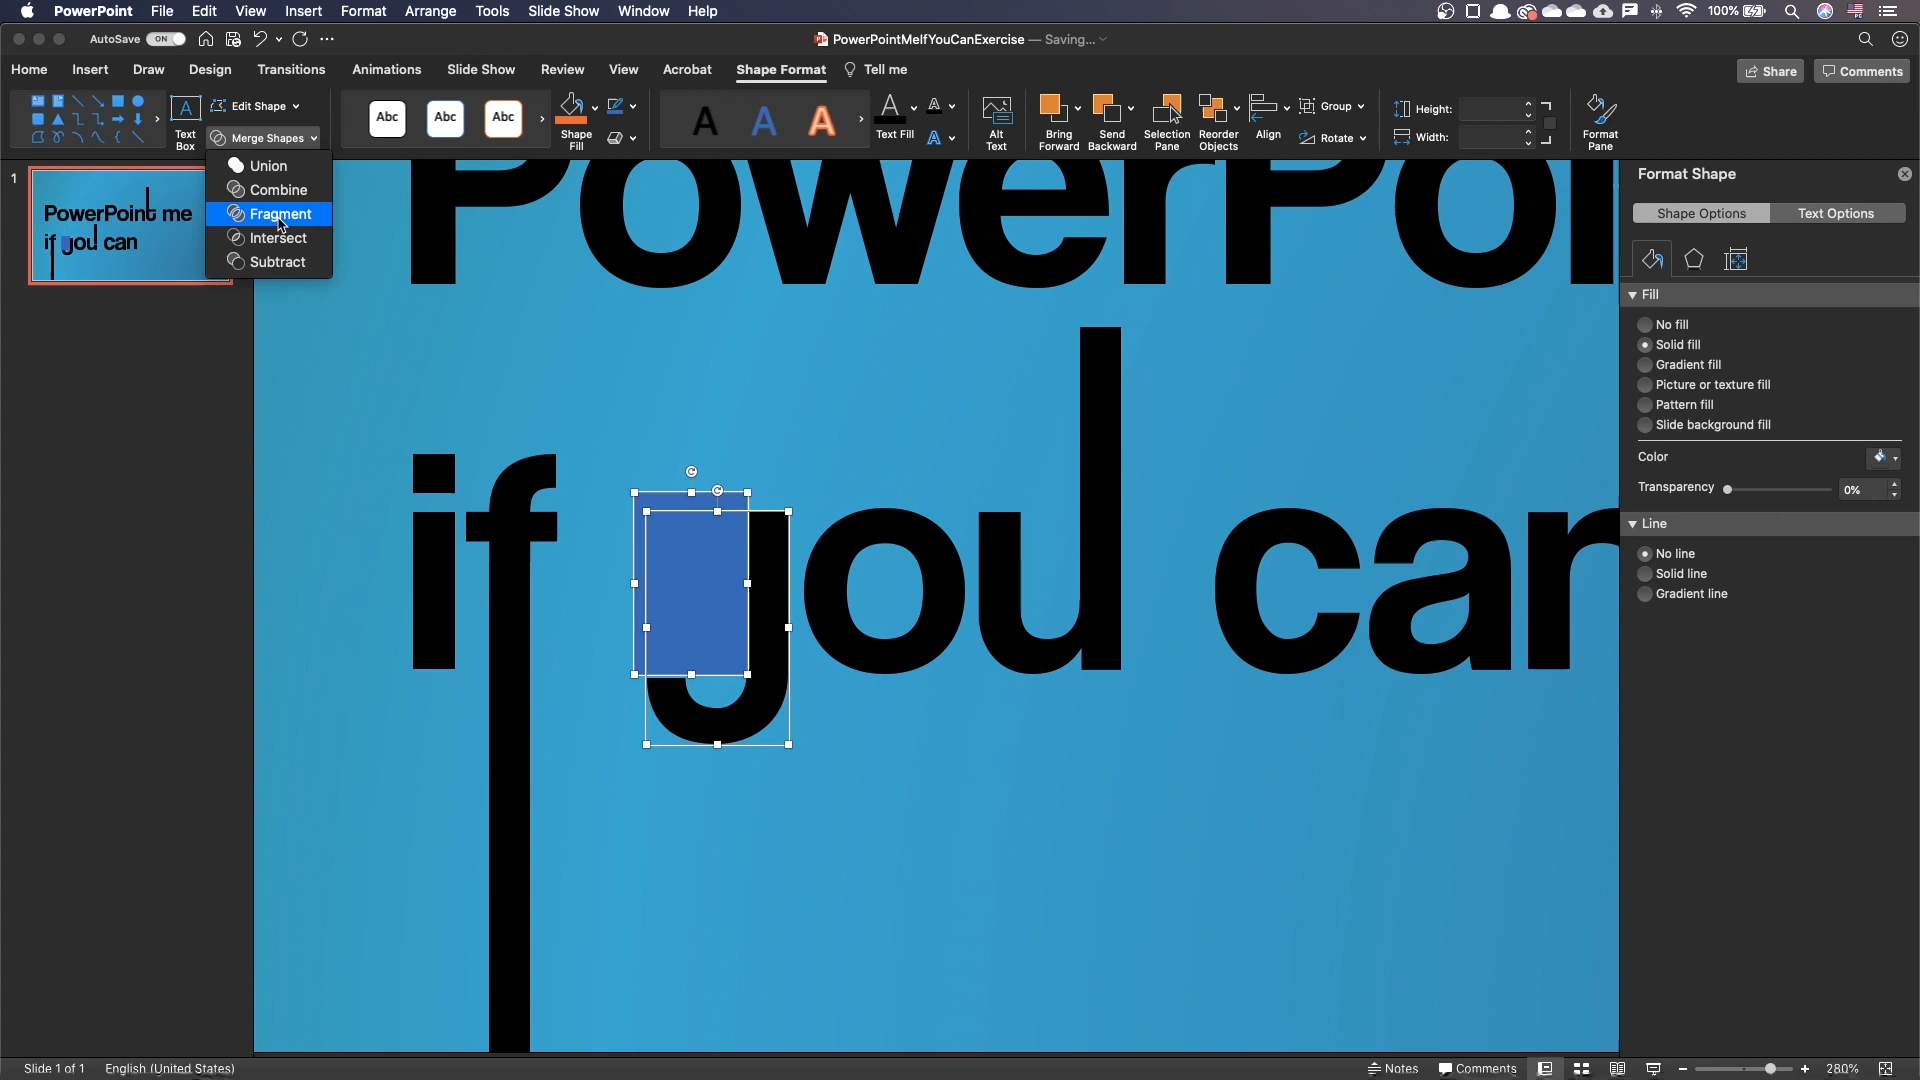 PowerPoint File Edit View Insert Format Arrange Tools Slide Show Window Help 100%
AutoSave ON PowerPointMeIfYouCanExercise — Saving...
Home Insert Draw Design Transitions Animations Slide Show Review View Acrobat Shape Format Tell me Share Comments
Text Box
Edit Shape
Merge Shapes
Abc Abc Abc
Shape Fill
A A A
Text Fill
Alt Text
Bring Forward
Send Backward
Selection Pane
Reorder Objects
Align
Group
Rotate
Height:
Width:
Format Pane
Union
Combine
Fragment
Intersect
Subtract
1
PowerPoint me
if you can
PowerPoi
if you can
Format Shape
Shape Options Text Options
Fill
No fill
Solid fill
Gradient fill
Picture or texture fill
Pattern fill
Slide background fill
Color
Transparency 0%
Line
No line
Solid line
Gradient line
Slide 1 of 1 English (United States) Notes Comments 280%